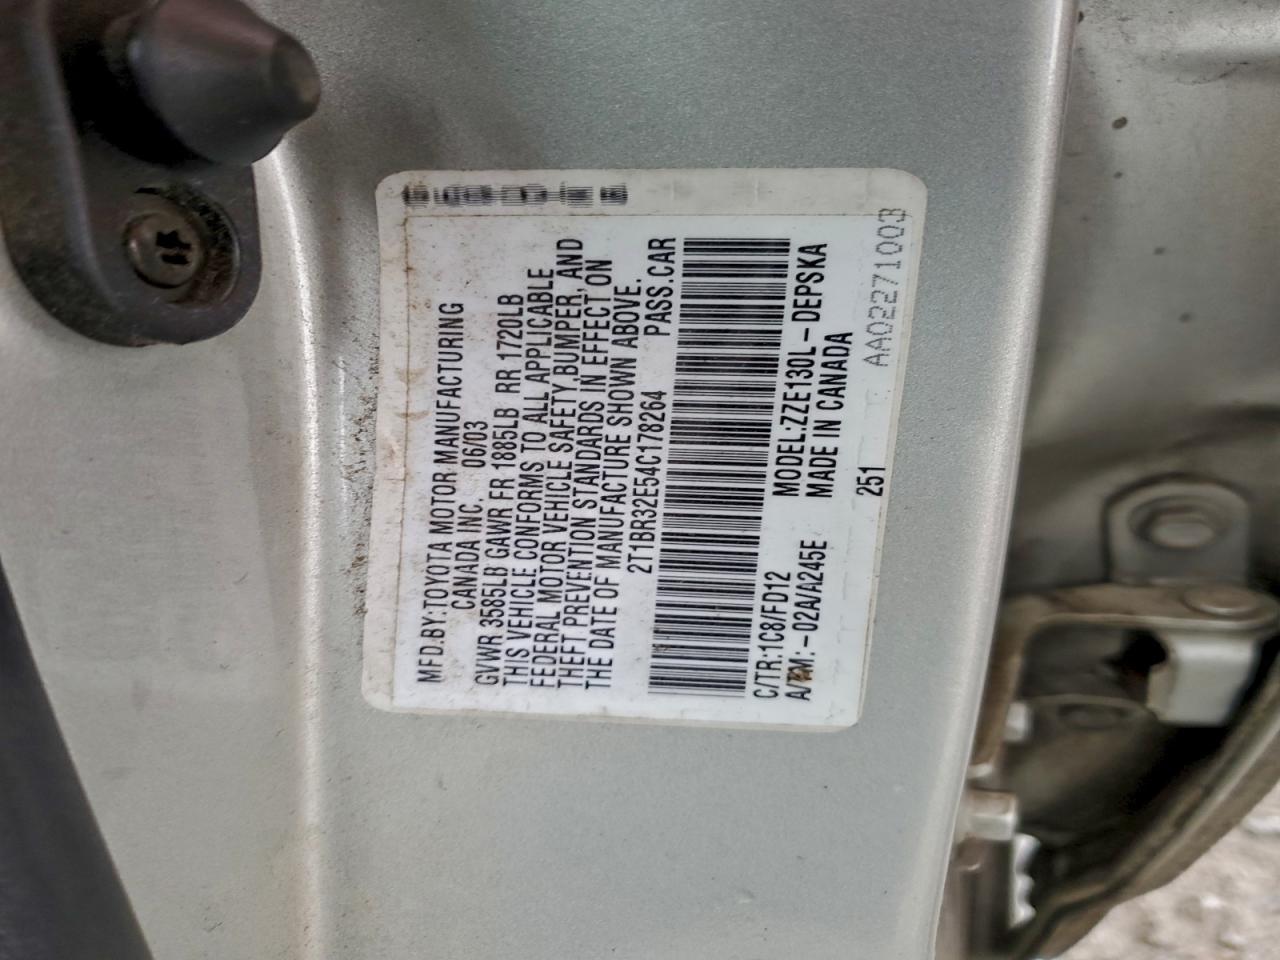 MFD.BY:TOYOTA MOTOR MANUFACTURING
CANADA INC. 06/03
GVWR 3585LB GAWR FR 1885LB RR 1720LB
THIS VEHICLE CONFORMS TO ALL APPLICABLE
FEDERAL MOTOR VEHICLE SAFETY,BUMPER, AND
THEFT PREVENTION STANDARDS IN EFFECT ON
THE DATE OF MANUFACTURE SHOWN ABOVE.
2T1BR32E54C178264 PASS.CAR
C/TR:1C8/FD12 MODEL:ZZE130L-DEPSKA
A/TM:-02A/A245E MADE IN CANADA
251 AA02271003